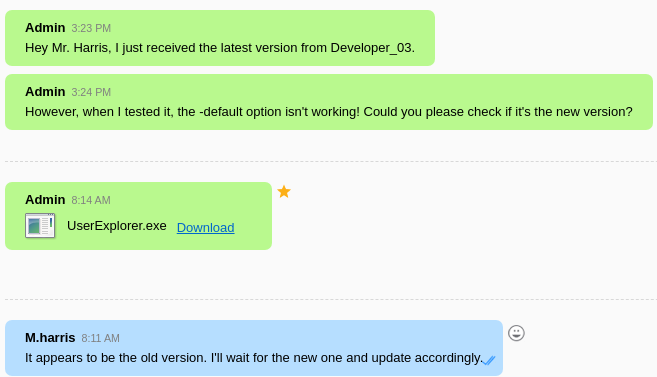 Admin 3:23 PM
Hey Mr. Harris, I just received the latest version from Developer_03.
Admin 3:24 PM
However, when I tested it, the -default option isn't working! Could you please check if it's the new version?
Admin 8:14 AM
UserExplorer.exe Download
M.harris 8:11 AM
It appears to be the old version. I'll wait for the new one and update accordingly.